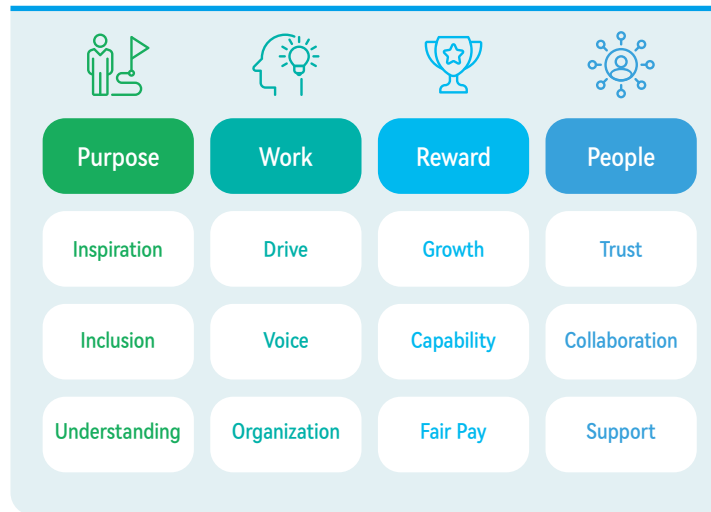 Purpose
Work
Reward
People
Inspiration
Drive
Growth
Trust
Inclusion
Voice
Capability
Collaboration
Understanding
Organization
Fair Pay
Support